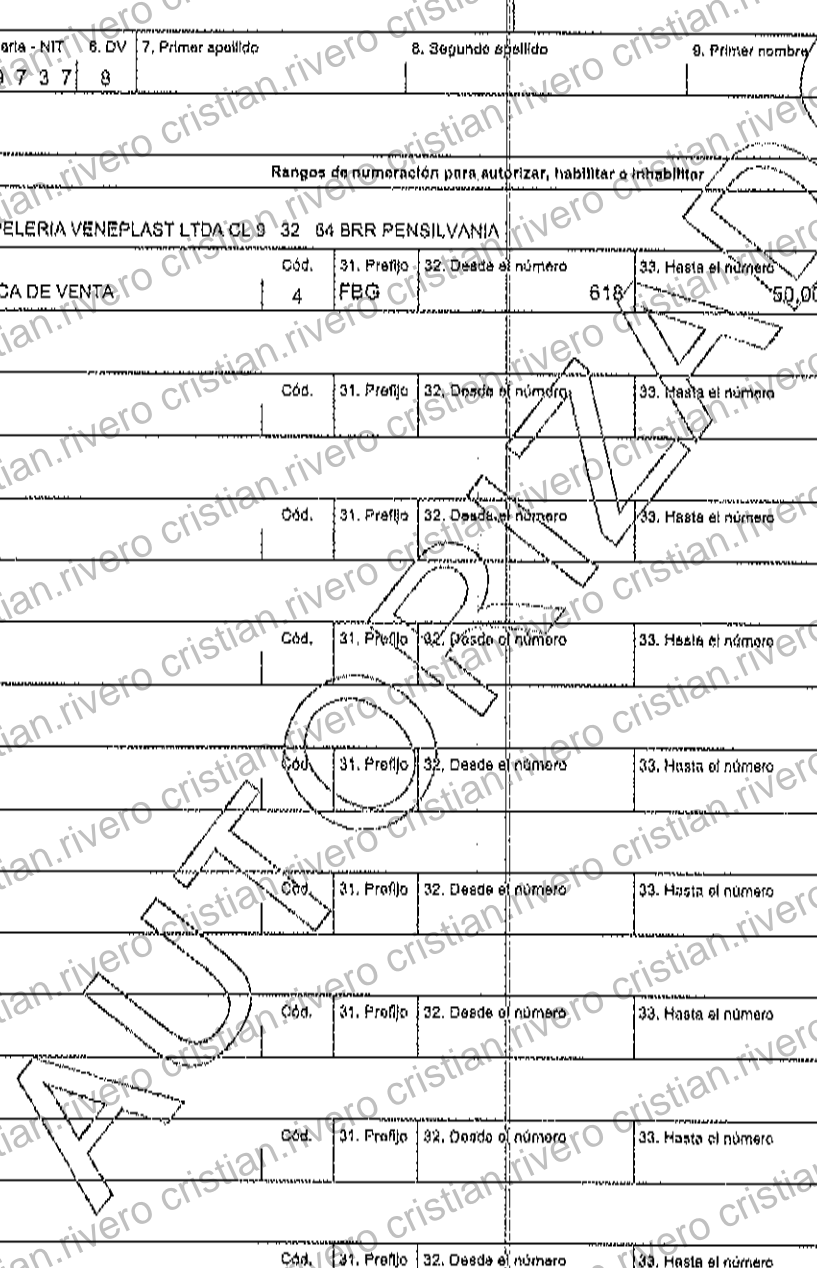 aria - NIT 6. DV 7. Primer apellido 8. Segundo apellido 9. Primer nombre
9 7 3 7 8
Rangos de numeración para autorizar, habilitar o inhabilitar
PELERIA VENEPLAST LTDA CL 9 32 64 BRR PENSILVANIA
Cód. 31. Prefijo 32. Desde el número 33. Hasta el número
CA DE VENTA 4 FBG 618 50,00
Cód. 31. Prefijo 32. Desde el número 33. Hasta el número
Cód. 31. Prefijo 32. Desde el número 33. Hasta el número
Cód. 31. Prefijo 32. Desde el número 33. Hasta el número
Cód. 31. Prefijo 32. Desde el número 33. Hasta el número
Cód. 31. Prefijo 32. Desde el número 33. Hasta el número
Cód. 31. Prefijo 32. Desde el número 33. Hasta el número
Cód. 31. Prefijo 32. Desde el número 33. Hasta el número
Cód. 31. Prefijo 32. Desde el número 33. Hasta el número
AUTORIZADO
cristian.rivero cristian.rivero cristian.rivero